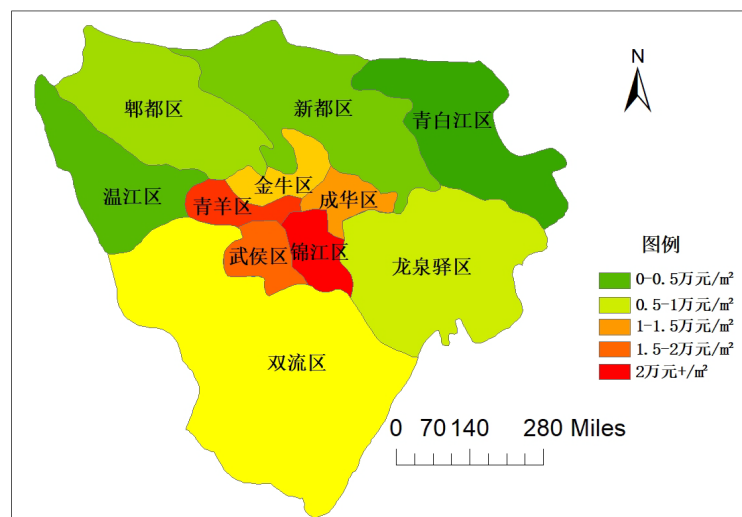 N
郫都区
新都区
青白江区
温江区
金牛区
成华区
青羊区
武侯区
锦江区
龙泉驿区
双流区
图例
0-0.5万元/㎡
0.5-1万元/㎡
1-1.5万元/㎡
1.5-2万元/㎡
2万元+/㎡
0 70 140 280 Miles